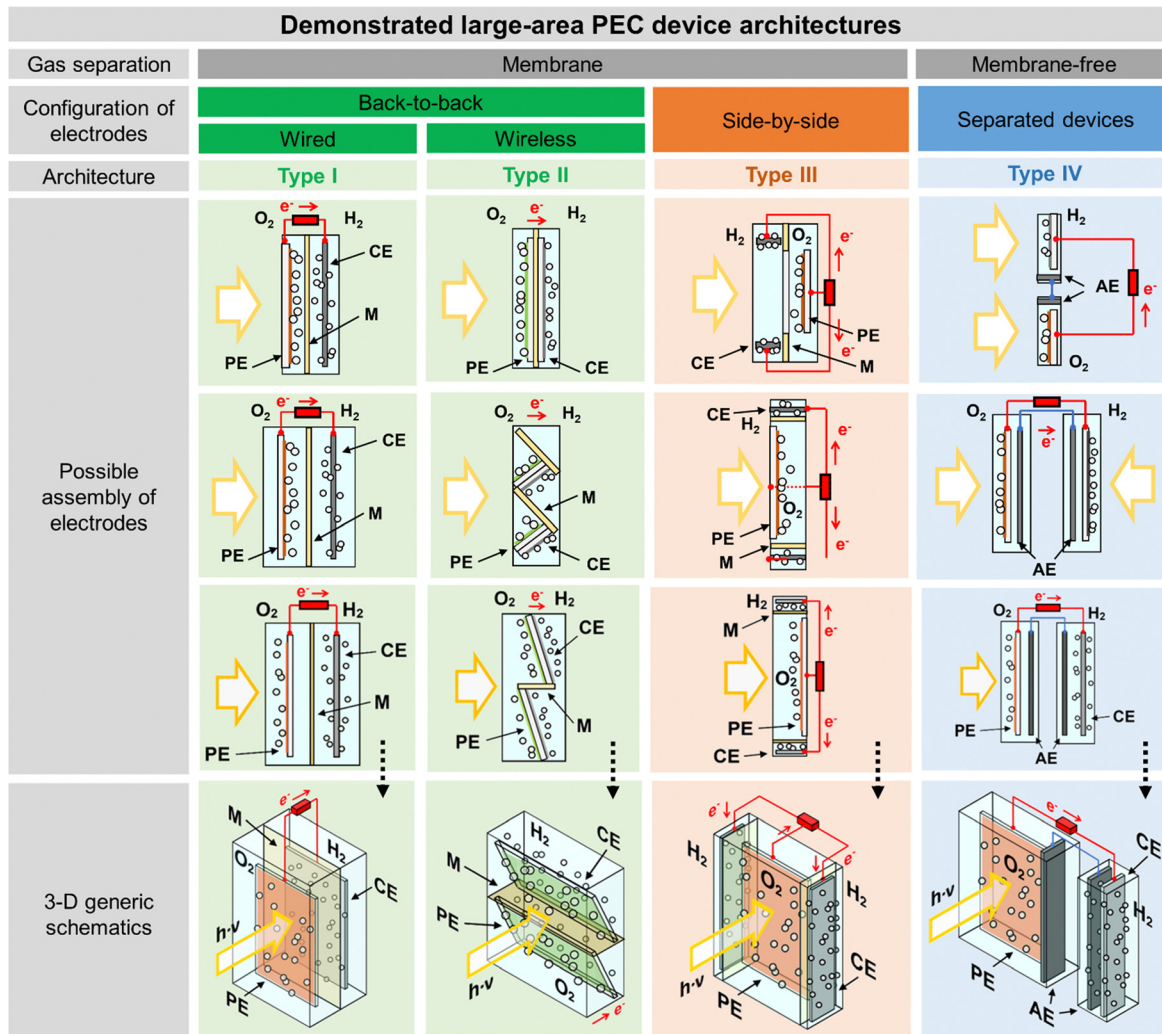 Demonstrated large-area PEC device architectures
Gas separation
Membrane
Membrane-free
Configuration of
electrodes
Back-to-back
Wired
Wireless
Side-by-side
Separated devices
Architecture
Type I
Type II
Type III
Type IV
Possible
assembly of
electrodes
O₂ e⁻ H₂
CE
M
PE
O₂ e⁻ H₂
PE
CE
H₂ O₂ e⁻
PE
CE
e⁻
M
H₂
AE
e⁻
O₂
O₂ e⁻ H₂
CE
PE
M
O₂ e⁻ H₂
M
PE
CE
CE
H₂
e⁻
O₂
PE
M
e⁻
O₂ H₂
e⁻
AE
O₂ e⁻ H₂
CE
M
PE
O₂ e⁻ H₂
CE
M
PE
H₂
M
e⁻
O₂
PE
e⁻
CE
O₂ e⁻ H₂
CE
PE
AE
3-D generic
schematics
e⁻
M
H₂
O₂
CE
h·ν
PE
H₂
CE
M
PE
h·ν
O₂
e⁻
e⁻
H₂
e⁻
O₂
H₂
h·ν
CE
PE
e⁻
CE
O₂
H₂
h·ν
PE
AE